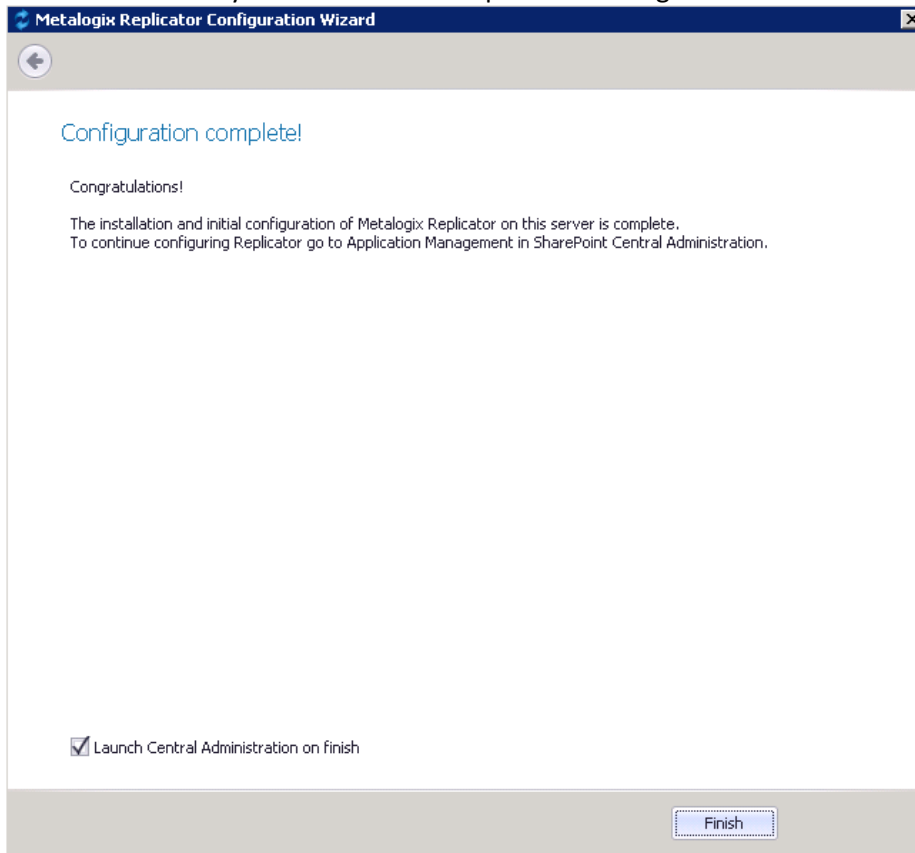 Metalogix Replicator Configuration Wizard
Configuration complete!
Congratulations!
The installation and initial configuration of Metalogix Replicator on this server is complete.
To continue configuring Replicator go to Application Management in SharePoint Central Administration.
Launch Central Administration on finish
Finish